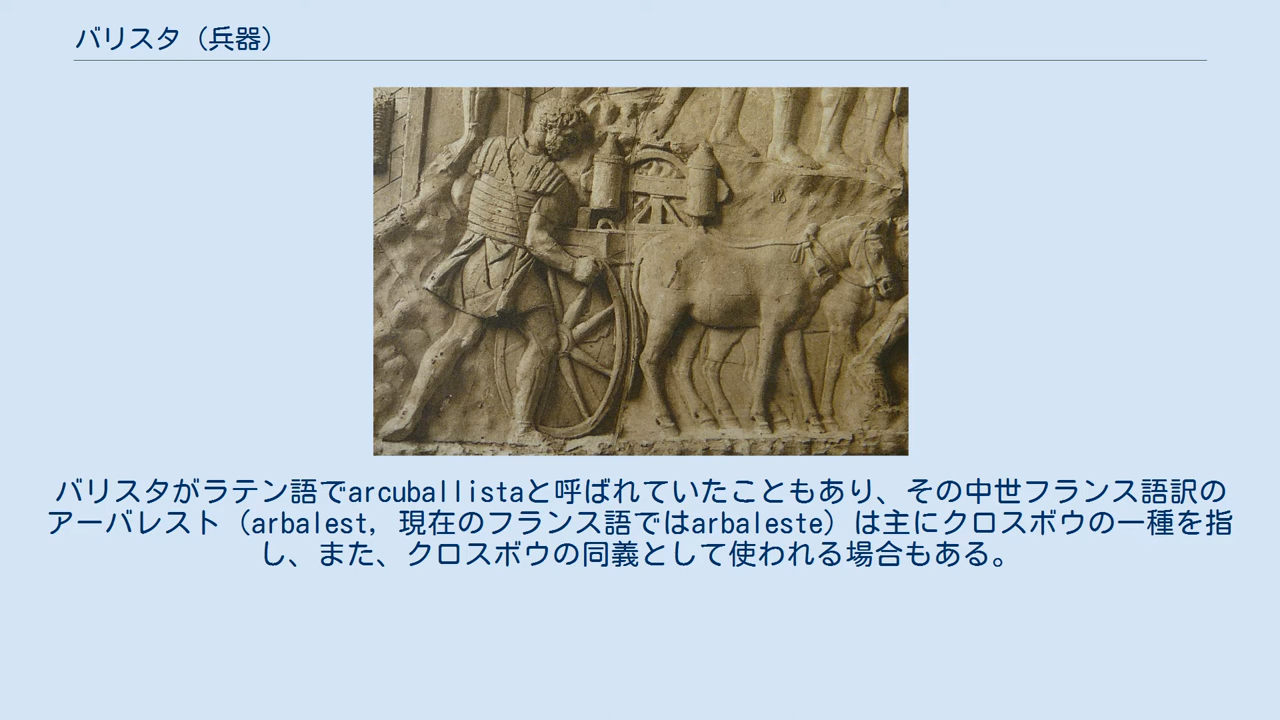 バリスタ（兵器）
バリスタがラテン語でarcuballistaと呼ばれていたこともあり、その中世フランス語訳の
アーバレスト（arbalest, 現在のフランス語ではarbaleste）は主にクロスボウの一種を指
し、また、クロスボウの同義として使われる場合もある。